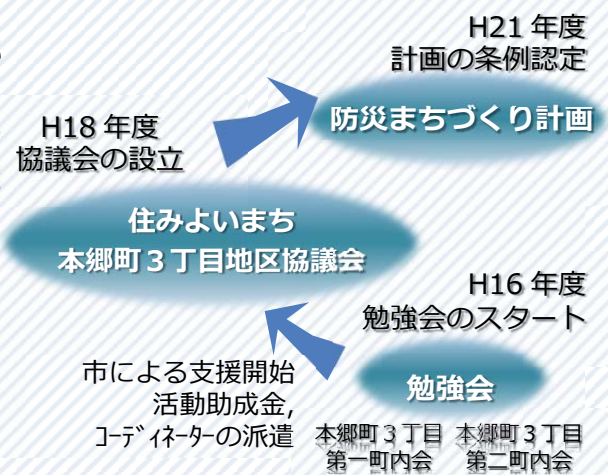 H21 年度
計画の条例認定
防災まちづくり計画
H18 年度
協議会の設立
住みよいまち
本郷町３丁目地区協議会
H16 年度
勉強会のスタート
勉強会
市による支援開始
活動助成金,
ｺｰﾃﾞｨﾈｰﾀｰの派遣
本郷町３丁目 本郷町３丁目
第一町内会 第二町内会